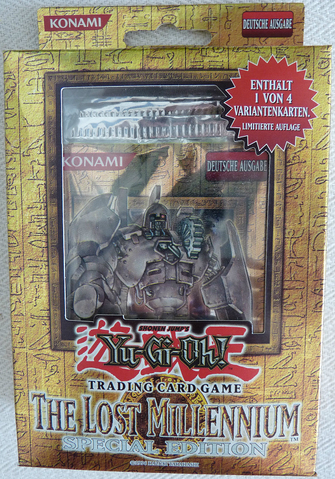 KONAMI
DEUTSCHE AUSGABE
ENTHÄLT
1 VON 4
VARIANTENKARTEN.
LIMITIERTE AUFLAGE
KONAMI
DEUTSCHE AUSGABE
SHONEN JUMP'S
Yu-Gi-Oh!
TRADING CARD GAME
THE LOST MILLENNIUM™
SPECIAL EDITION